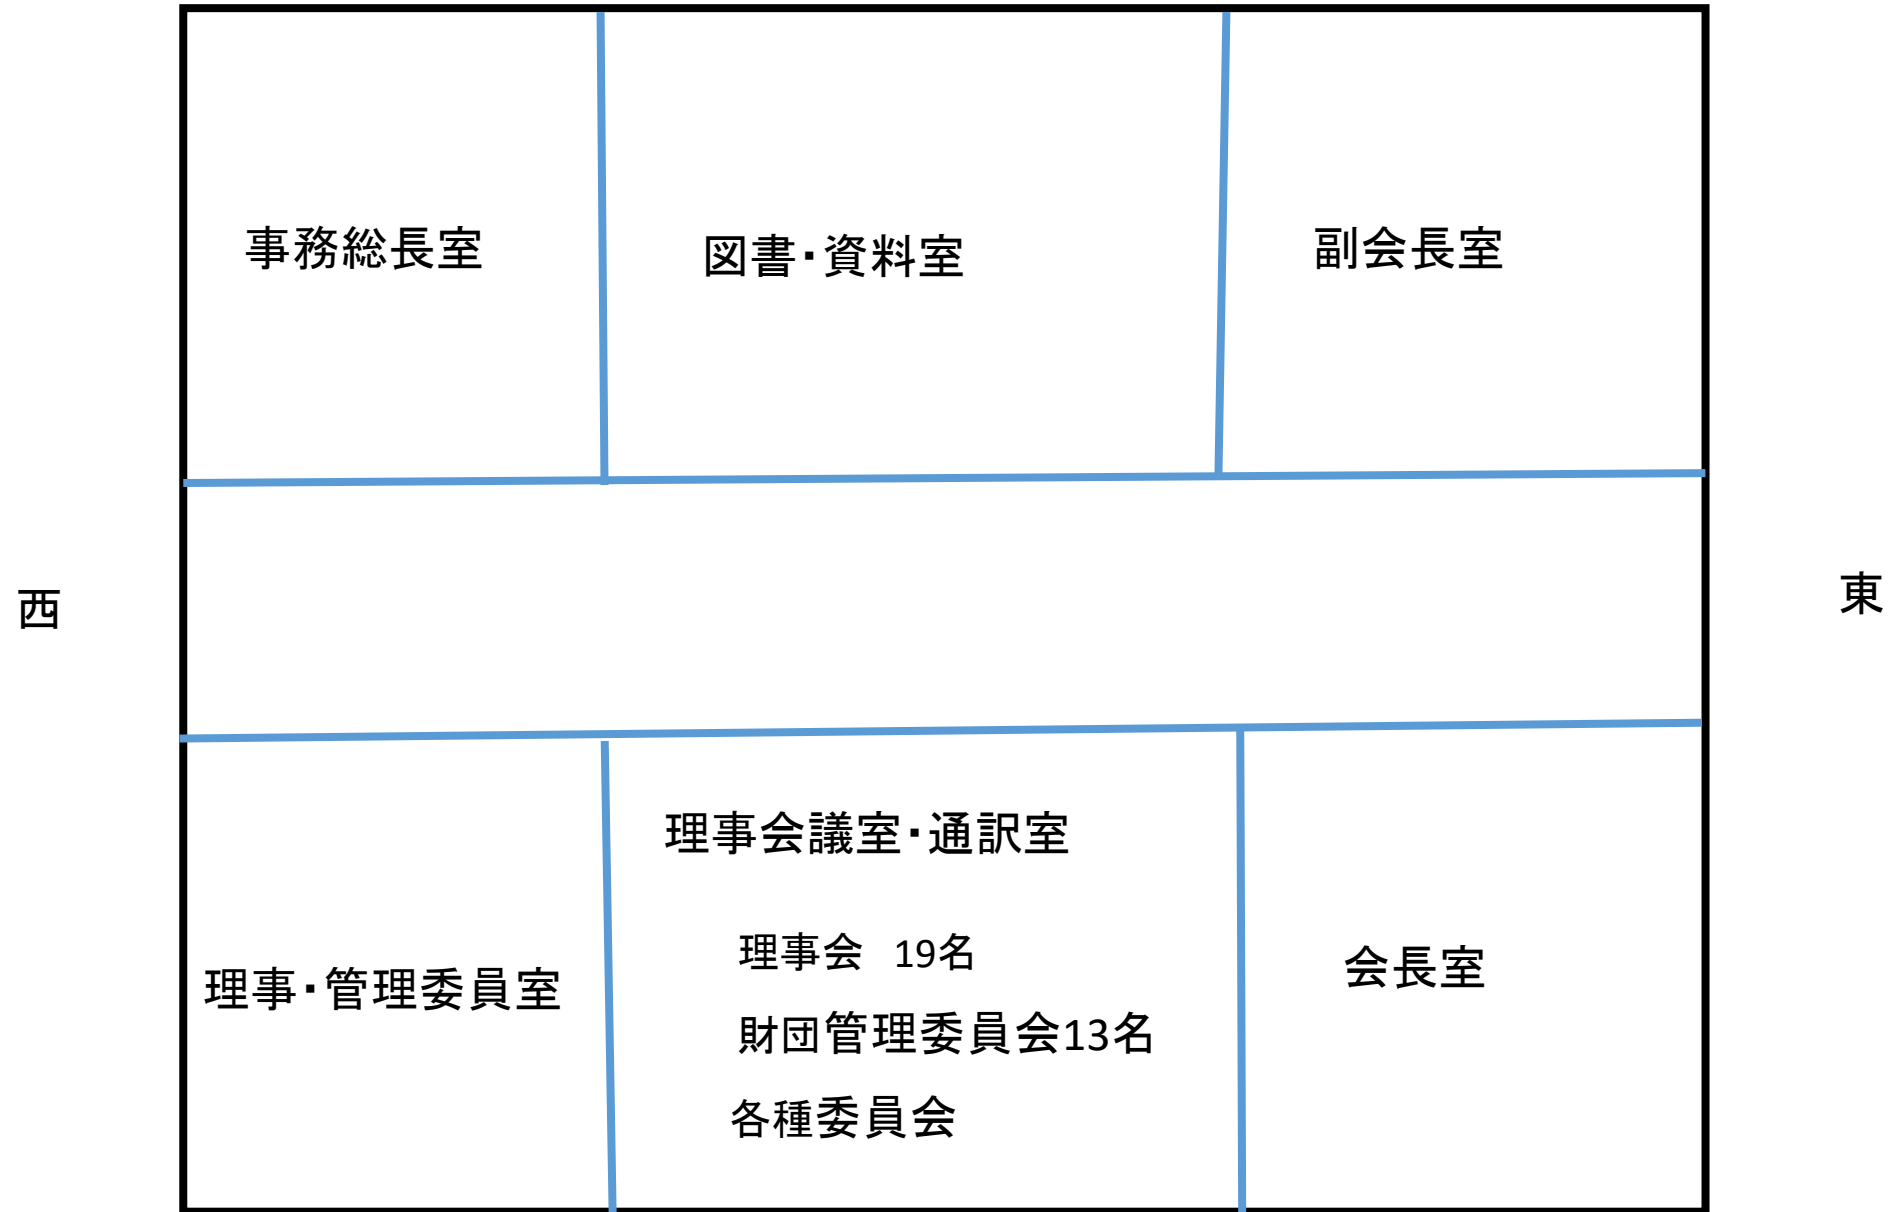 事務総長室
図書・資料室
副会長室
西
東
理事会議室・通訳室
理事会　19名
財団管理委員会13名
各種委員会
理事・管理委員室
会長室